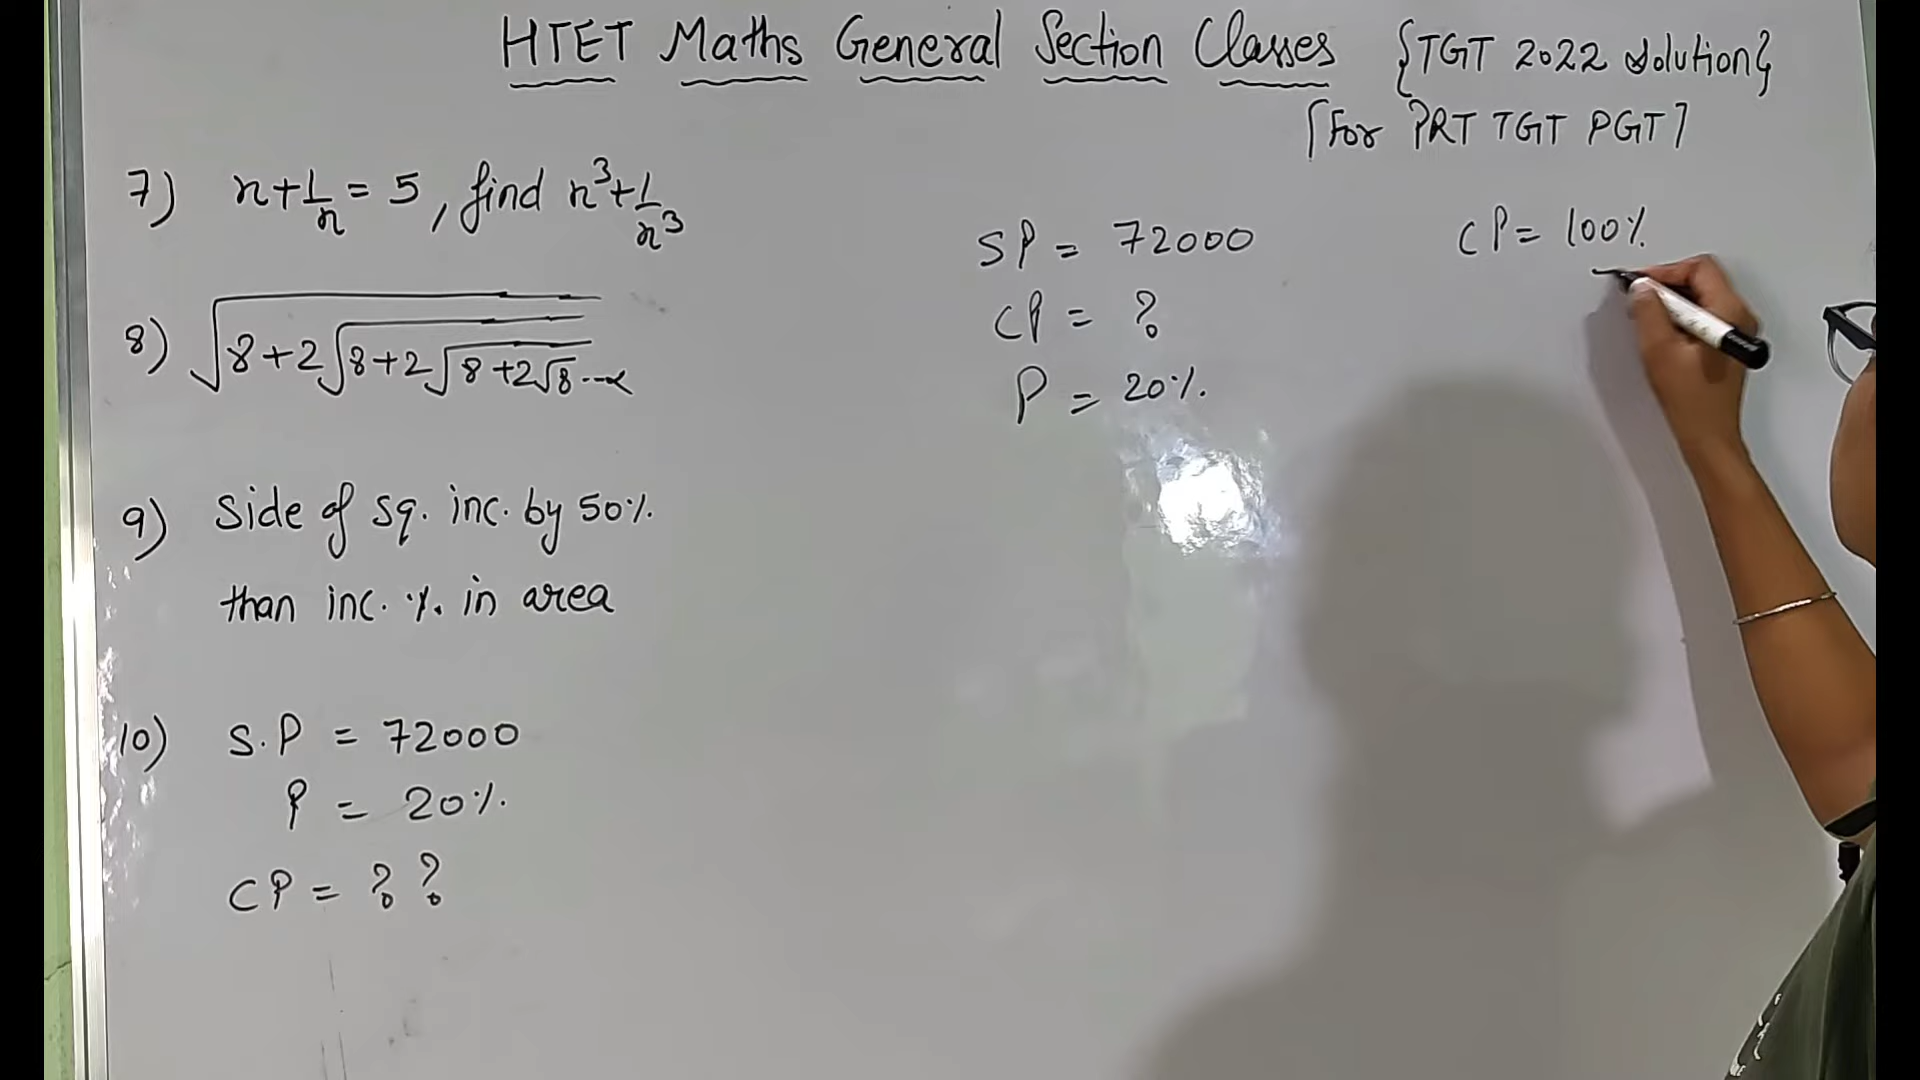 HTET Maths General Section Classes {TGT 2022 Solution}
[For PRT TGT PGT]
7) x+1/x = 5, find x³+1/x³
8) √8+2√8+2√8+2√8--∝
9) Side of sq. inc. by 50%
than inc. %. in area
10) S.P = 72000
P = 20%
CP = ? ?
SP = 72000
CP = ?
P = 20%.
CP = 100%